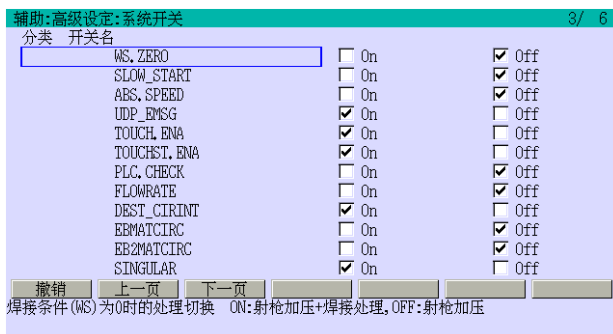 辅助:高级设定:系统开关 3/ 6
分类 开关名
WS.ZERO On Off
SLOW_START On Off
ABS.SPEED On Off
UDP_EMSG On Off
TOUCH.ENA On Off
TOUCHST.ENA On Off
PLC.CHECK On Off
FLOWRATE On Off
DEST_CIRINT On Off
EBMATCIRC On Off
EB2MATCIRC On Off
SINGULAR On Off
撤销 上一页 下一页
焊接条件(WS)为0时的处理切换 ON:射枪加压+焊接处理,OFF:射枪加压